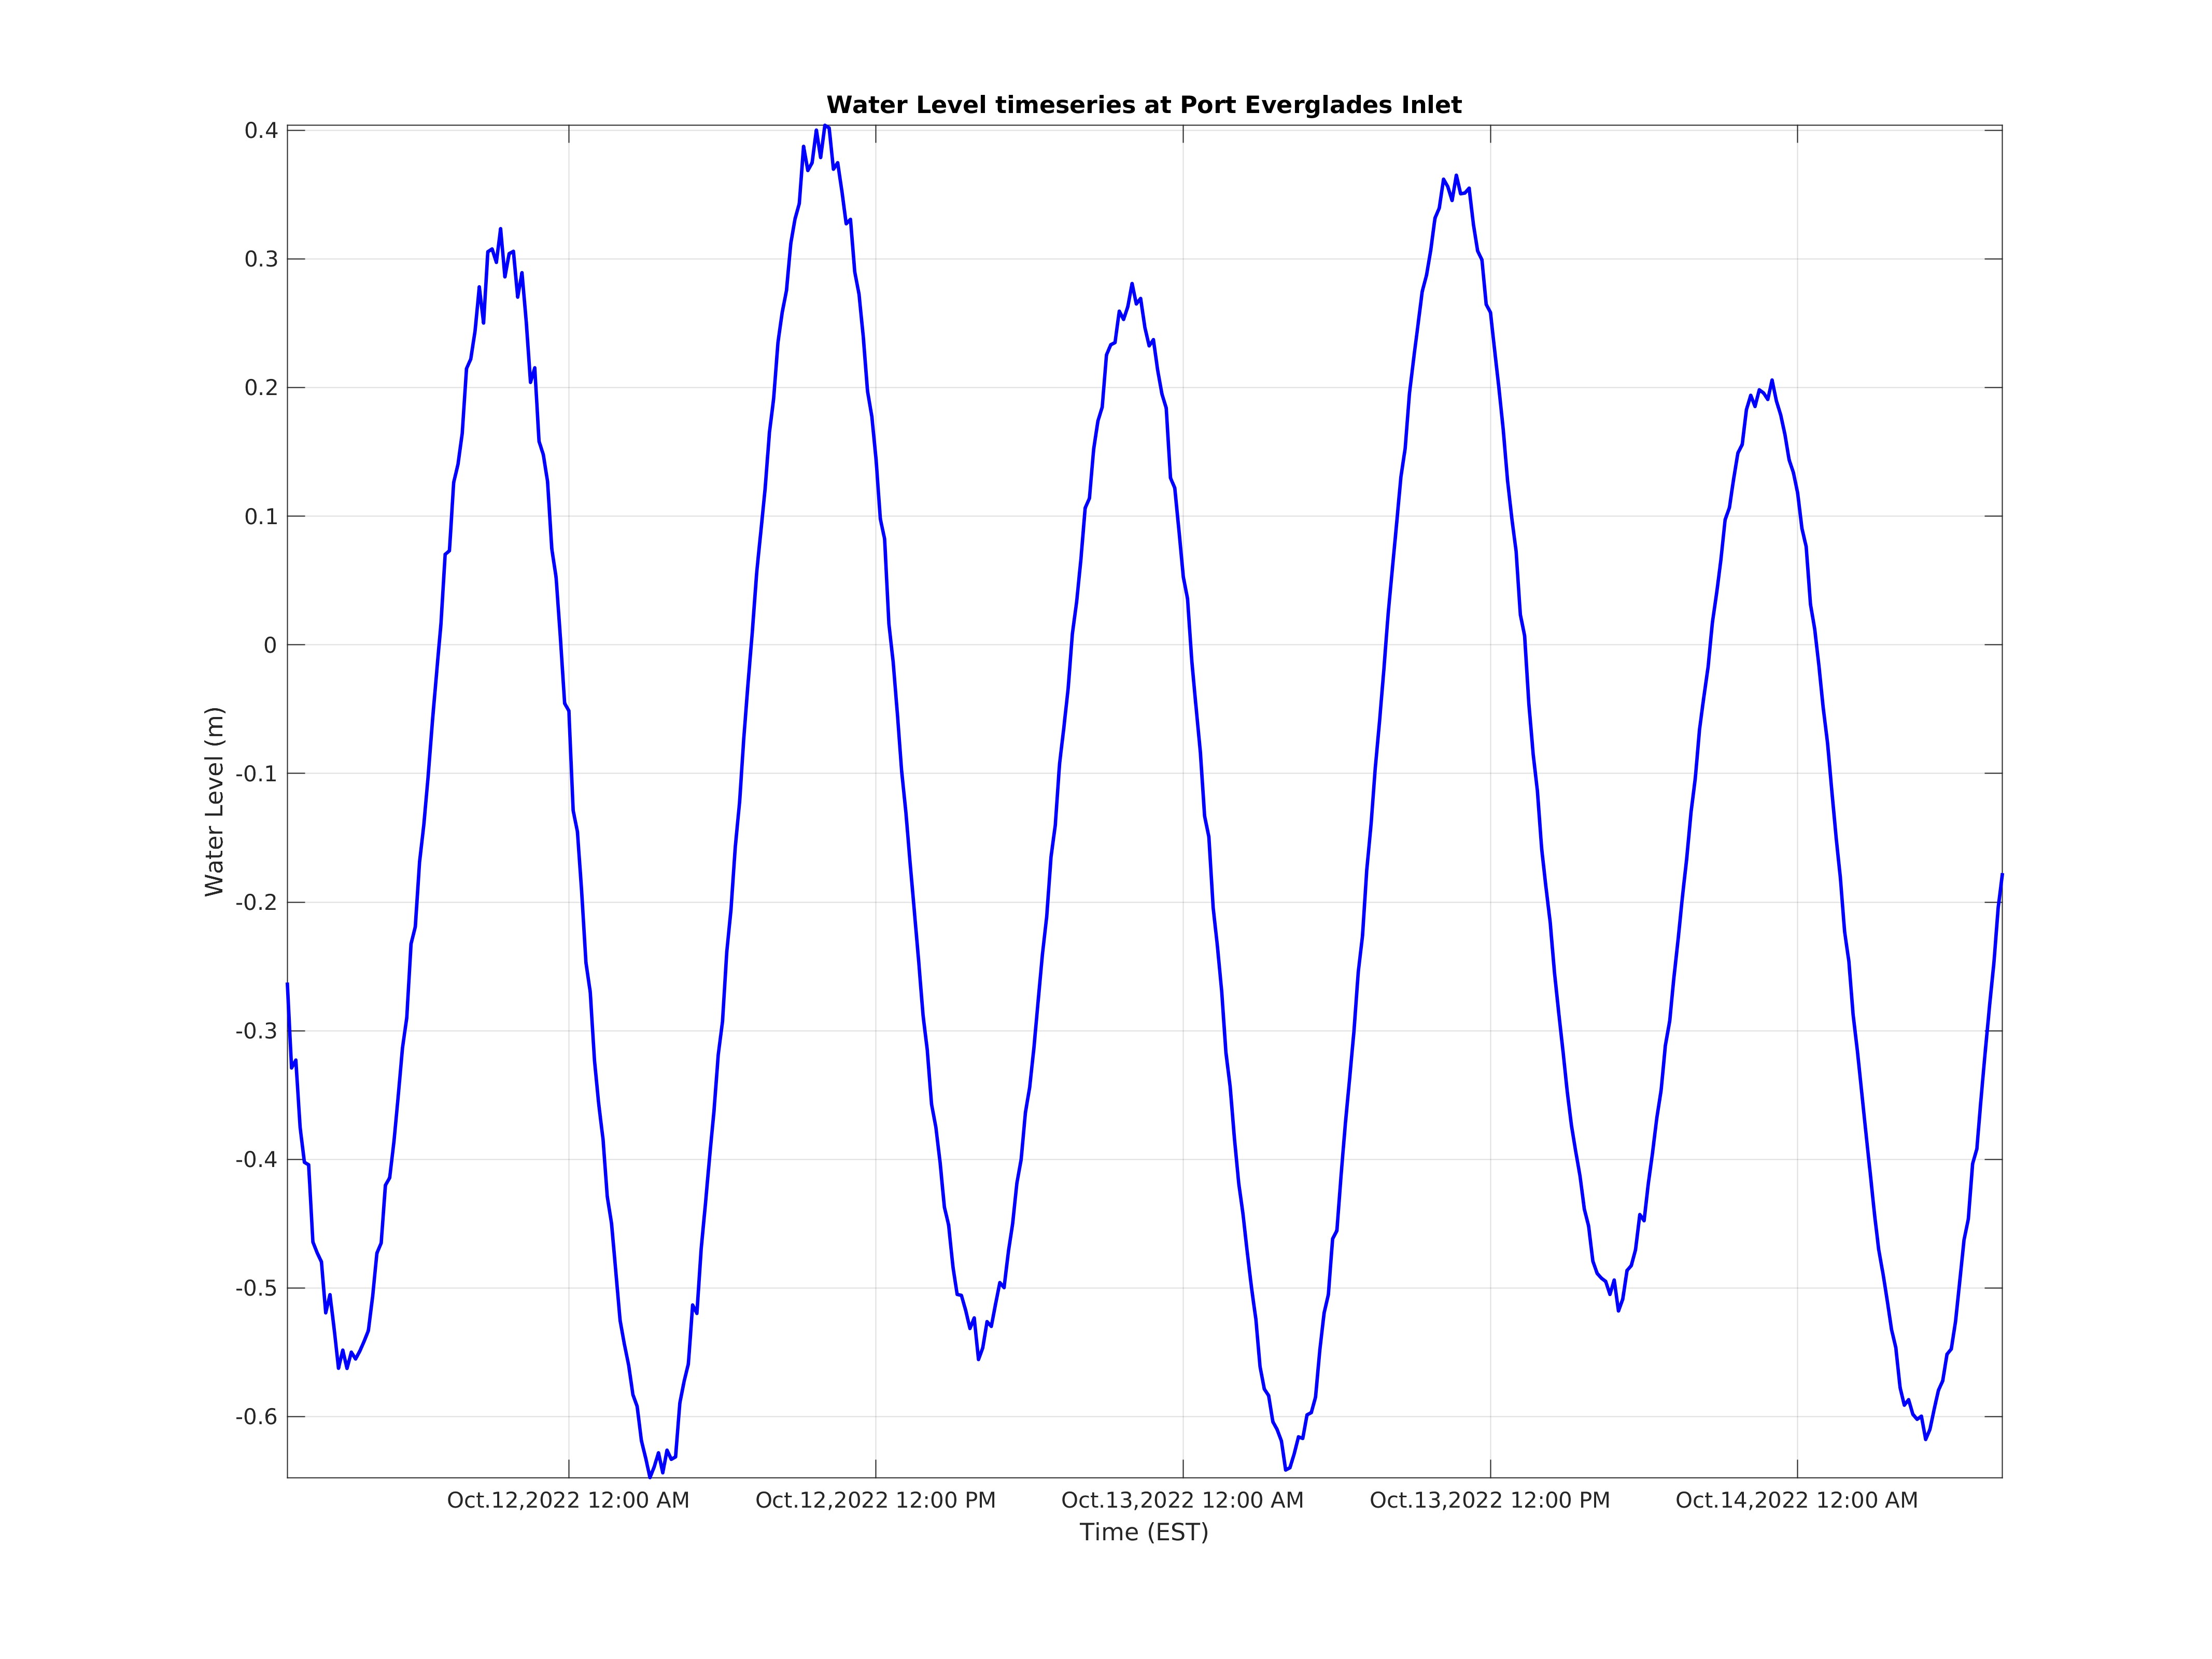 Water Level timeseries at Port Everglades Inlet
0.4
0.3
0.2
0.1
0
-0.1
-0.2
-0.3
-0.4
-0.5
-0.6
Water Level (m)
Oct.12,2022 12:00 AM
Oct.12,2022 12:00 PM
Oct.13,2022 12:00 AM
Oct.13,2022 12:00 PM
Oct.14,2022 12:00 AM
Time (EST)